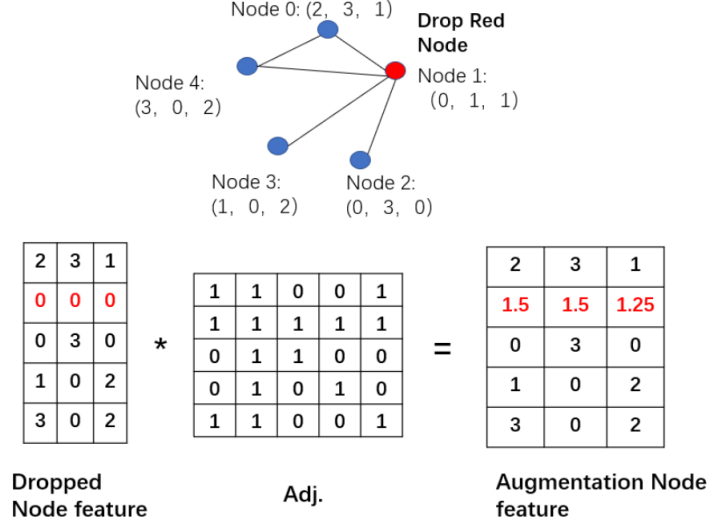 Node 0: (2, 3, 1)
Drop Red
Node
Node 1:
(0, 1, 1)
Node 4:
(3, 0, 2)
Node 3:
(1, 0, 2)
Node 2:
(0, 3, 0)
2 3 1
0 0 0
0 3 0
1 0 2
3 0 2
*
1 1 0 0 1
1 1 1 1 1
0 1 1 0 0
0 1 0 1 0
1 1 0 0 1
=
2 3 1
1.5 1.5 1.25
0 3 0
1 0 2
3 0 2
Dropped
Node feature
Adj.
Augmentation Node
feature